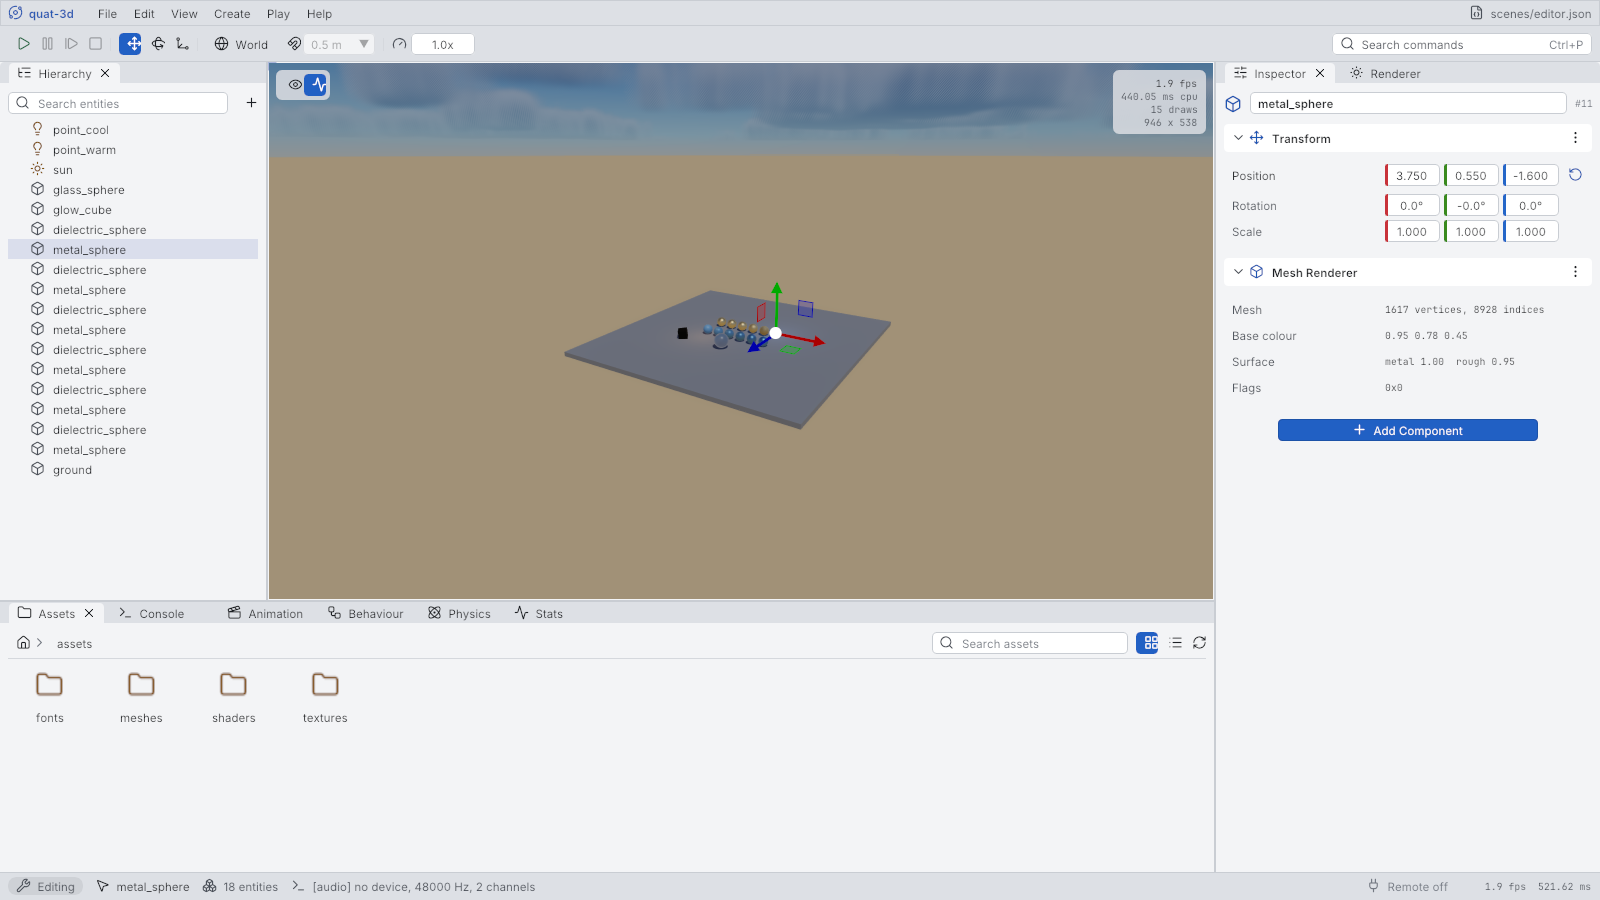 quat-3d File Edit View Create Play Help scenes/editor.json
World 0.5 m 1.0x Search commands Ctrl+P
Hierarchy
Search entities
point_cool
point_warm
sun
glass_sphere
glow_cube
dielectric_sphere
metal_sphere
dielectric_sphere
metal_sphere
dielectric_sphere
metal_sphere
dielectric_sphere
metal_sphere
dielectric_sphere
metal_sphere
dielectric_sphere
metal_sphere
ground
1.9 fps
440.05 ms cpu
15 draws
946 x 538
Inspector Renderer
metal_sphere #11
Transform
Position 3.750 0.550 -1.600
Rotation 0.0° -0.0° 0.0°
Scale 1.000 1.000 1.000
Mesh Renderer
Mesh 1617 vertices, 8928 indices
Base colour 0.95 0.78 0.45
Surface metal 1.00 rough 0.95
Flags 0x0
Add Component
Assets Console Animation Behaviour Physics Stats
assets Search assets
fonts meshes shaders textures
Editing metal_sphere 18 entities [audio] no device, 48000 Hz, 2 channels Remote off 1.9 fps 521.62 ms